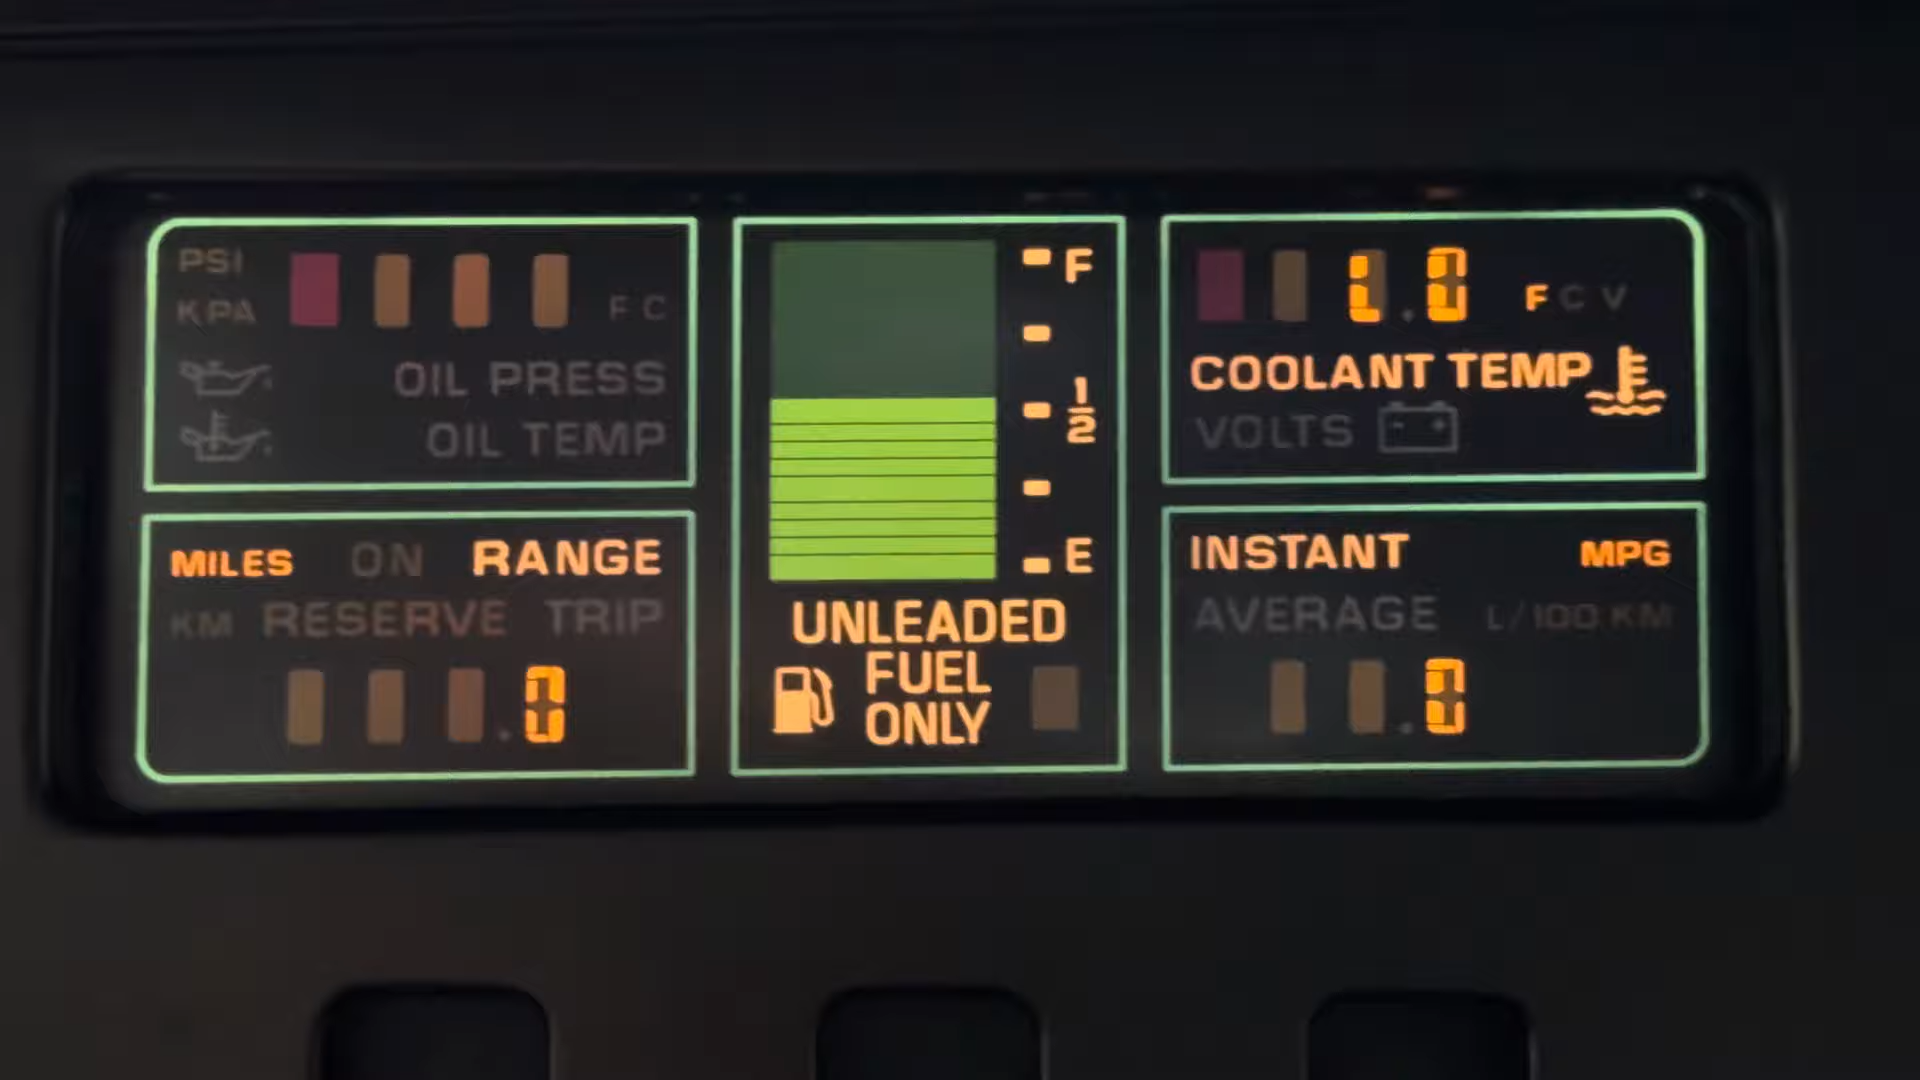 PSI
KPA
F C
OIL PRESS
OIL TEMP
MILES ON RANGE
KM RESERVE TRIP
0
F
1/2
E
UNLEADED
FUEL
ONLY
L0
F C V
COOLANT TEMP
VOLTS
INSTANT MPG
AVERAGE L/100 KM
0